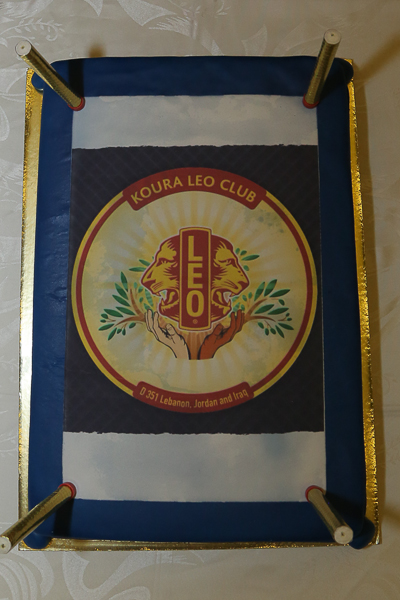 KOURA LEO CLUB
LEO
D 351 Lebanon, Jordan and Iraq